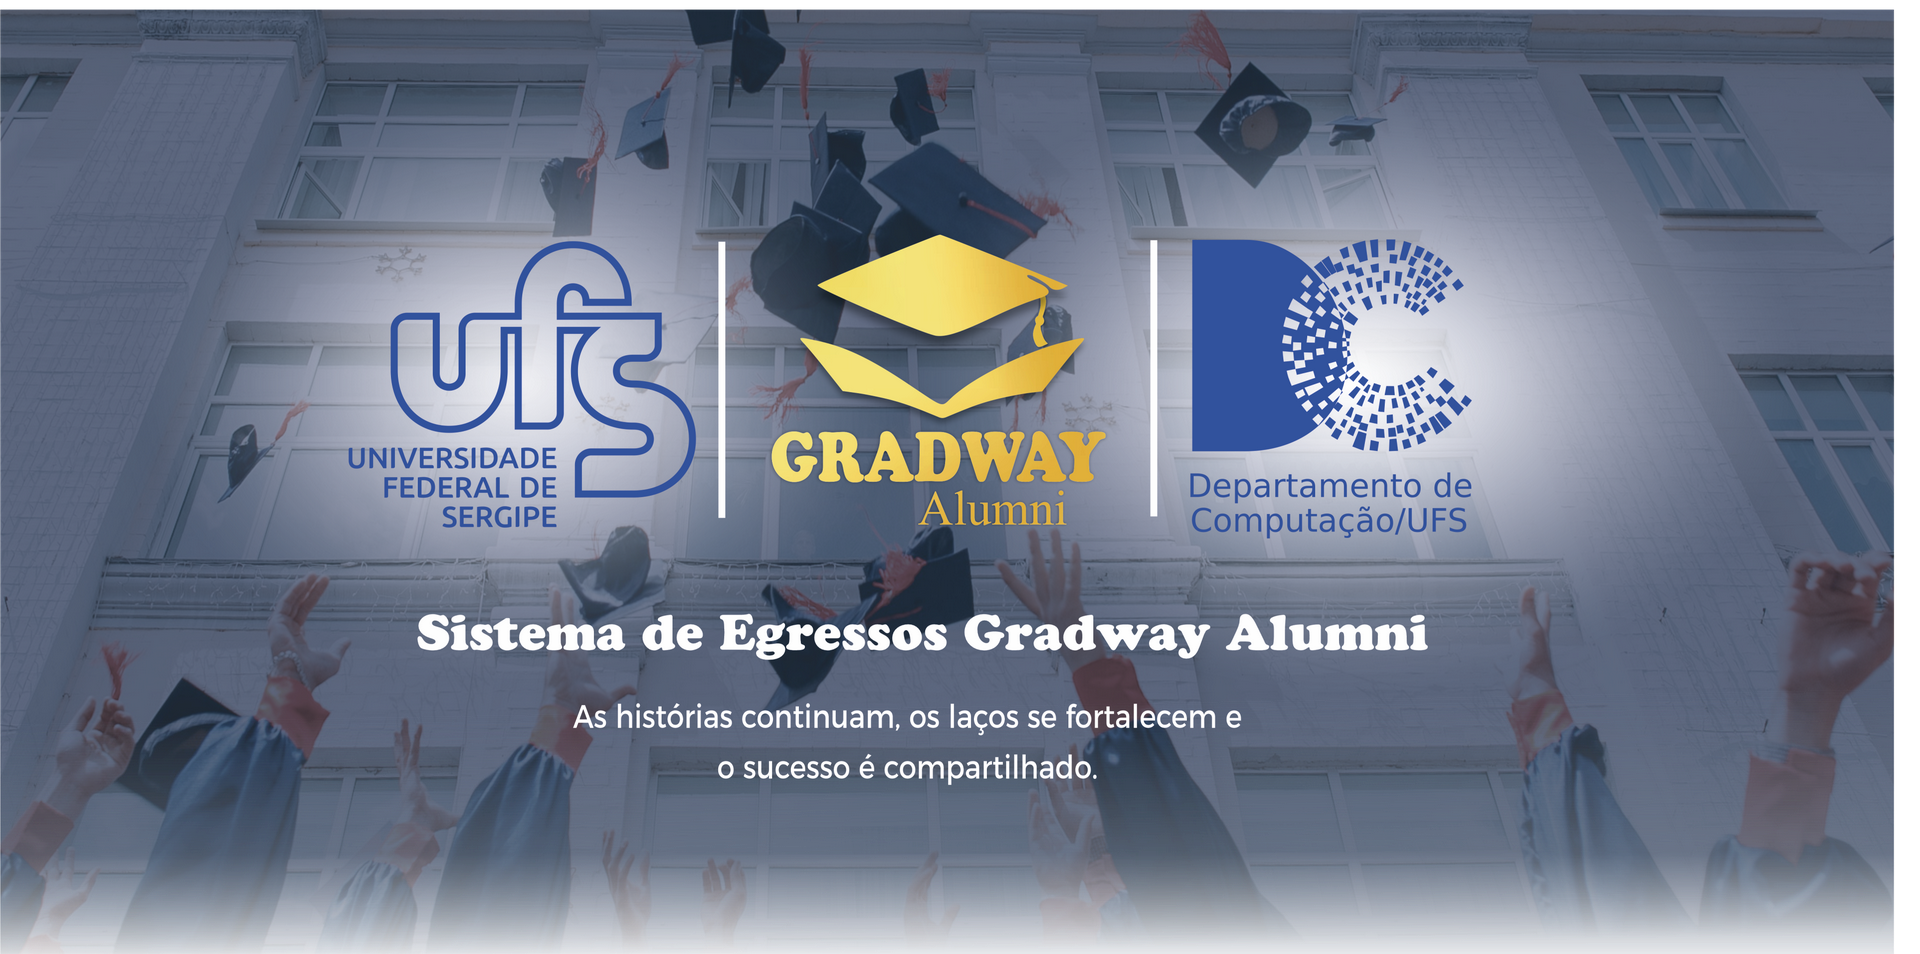 ufs
UNIVERSIDADE
FEDERAL DE
SERGIPE
GRADWAY
Alumni
DC
Departamento de
Computação/UFS
Sistema de Egressos Gradway Alumni
As histórias continuam, os laços se fortalecem e
o sucesso é compartilhado.